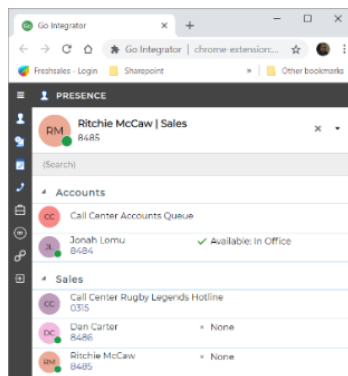 Go Integrator
Go Integrator | chrome-extension:...
Freshsales - Login
Sharepoint
»
Other bookmarks
PRESENCE
RM
Ritchie McCaw | Sales
8485
(Search)
Accounts
CC
Call Center Accounts Queue
JL
Jonah Lomu
8484
Available: In Office
Sales
CC
Call Center Rugby Legends Hotline
0315
DC
Dan Carter
8486
None
RM
Ritchie McCaw
8485
None